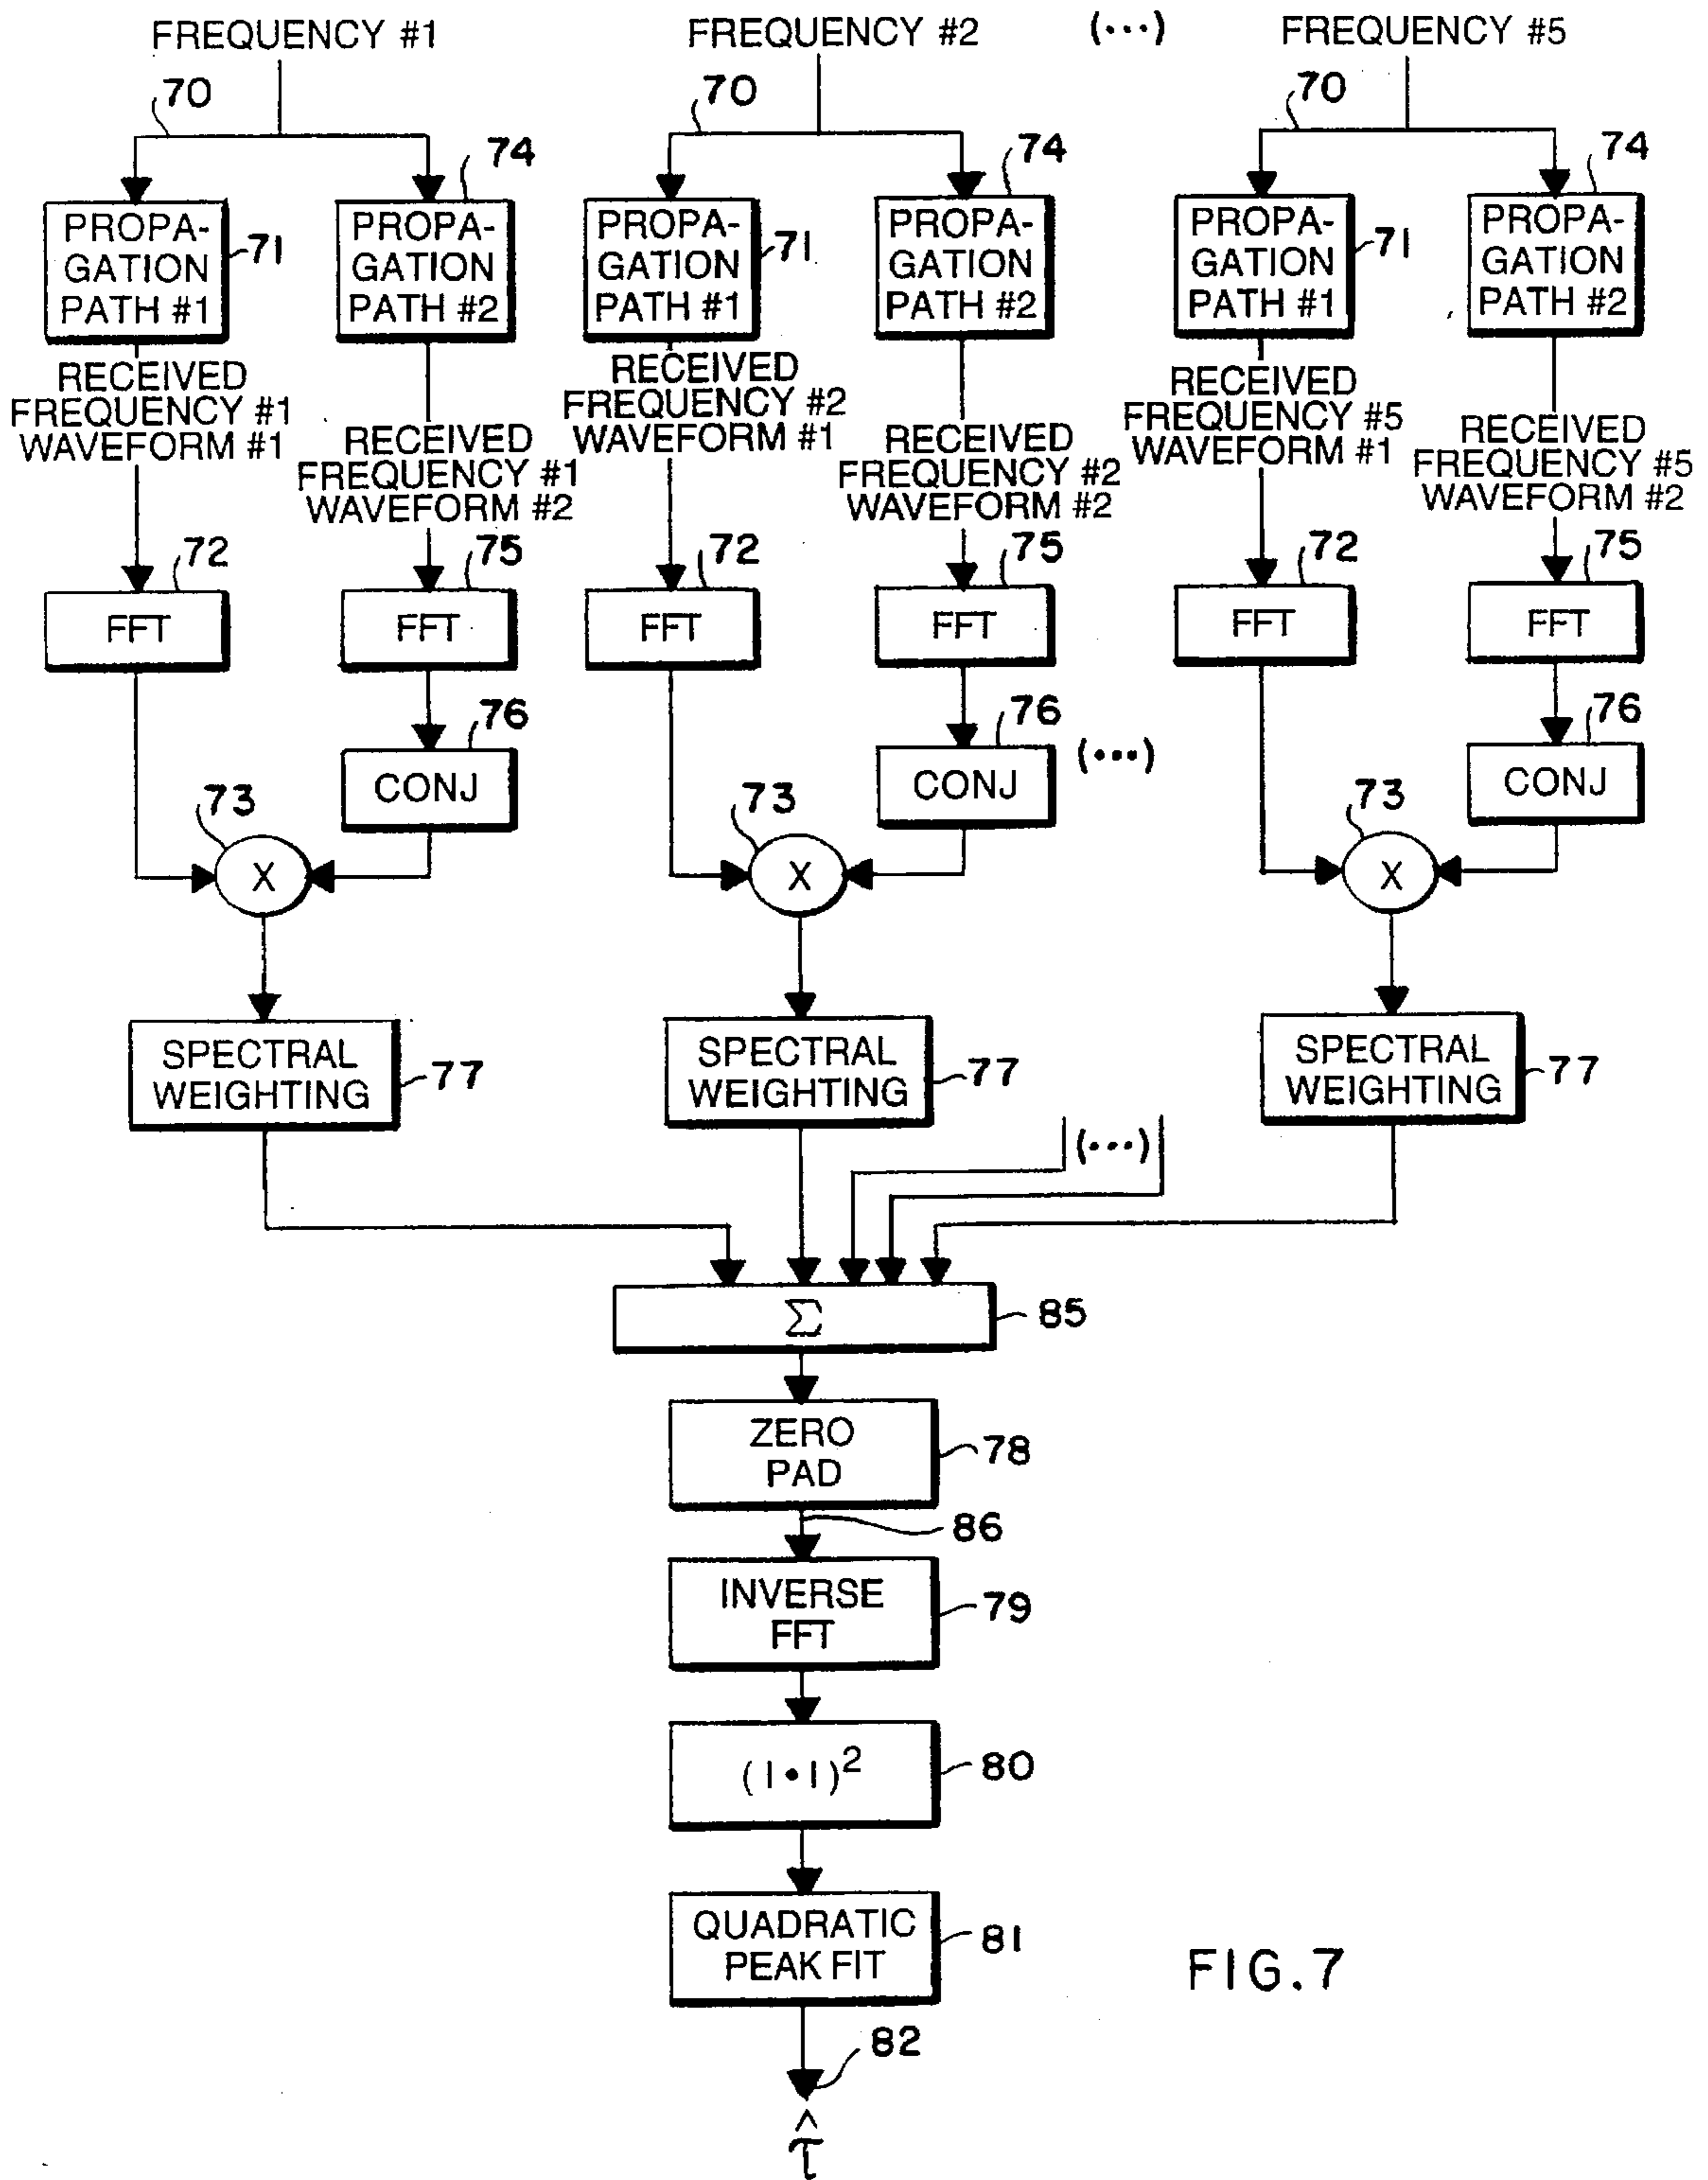 FREQUENCY #1
FREQUENCY #2
(•••)
FREQUENCY #5
70
70
70
74
74
74
PROPA-
GATION
PATH #1
71
PROPA-
GATION
PATH #2
PROPA-
GATION
PATH #1
71
PROPA-
GATION
PATH #2
PROPA-
GATION
PATH #1
71
PROPA-
GATION
PATH #2
RECEIVED
FREQUENCY #1
WAVEFORM #1
RECEIVED
FREQUENCY #1
WAVEFORM #2
RECEIVED
FREQUENCY #2
WAVEFORM #1
RECEIVED
FREQUENCY #2
WAVEFORM #2
RECEIVED
FREQUENCY #5
WAVEFORM #1
RECEIVED
FREQUENCY #5
WAVEFORM #2
72
75
72
75
72
75
FFT
FFT
FFT
FFT
FFT
FFT
76
76
76
CONJ
CONJ
(•••)
CONJ
73
73
73
X
X
X
SPECTRAL
WEIGHTING
77
SPECTRAL
WEIGHTING
77
SPECTRAL
WEIGHTING
77
(•••)
Σ
85
ZERO
PAD
78
86
INVERSE
FFT
79
(I•I)²
80
QUADRATIC
PEAK FIT
81
FIG.7
82
τ̂